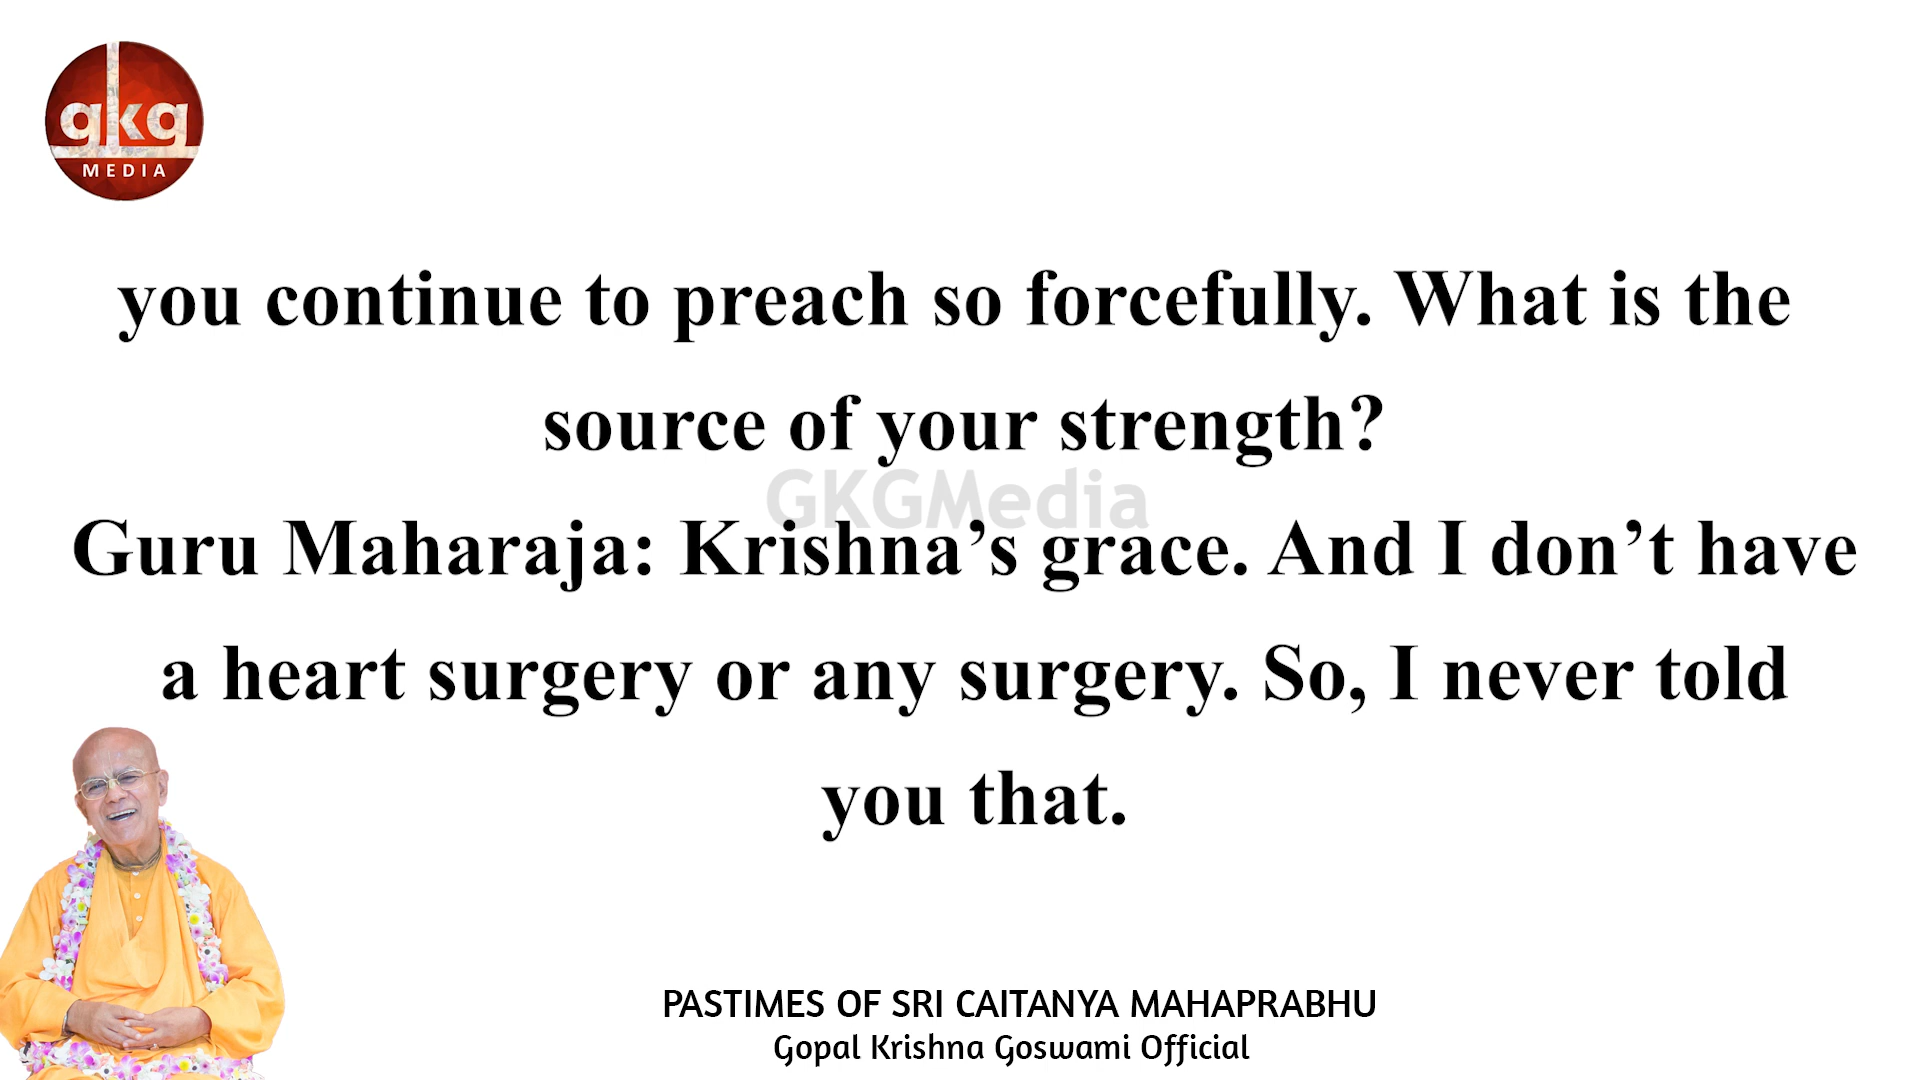 gkg
MEDIA
you continue to preach so forcefully. What is the
source of your strength?
GKGMedia
Guru Maharaja: Krishna’s grace. And I don’t have
a heart surgery or any surgery. So, I never told
you that.
PASTIMES OF SRI CAITANYA MAHAPRABHU
Gopal Krishna Goswami Official